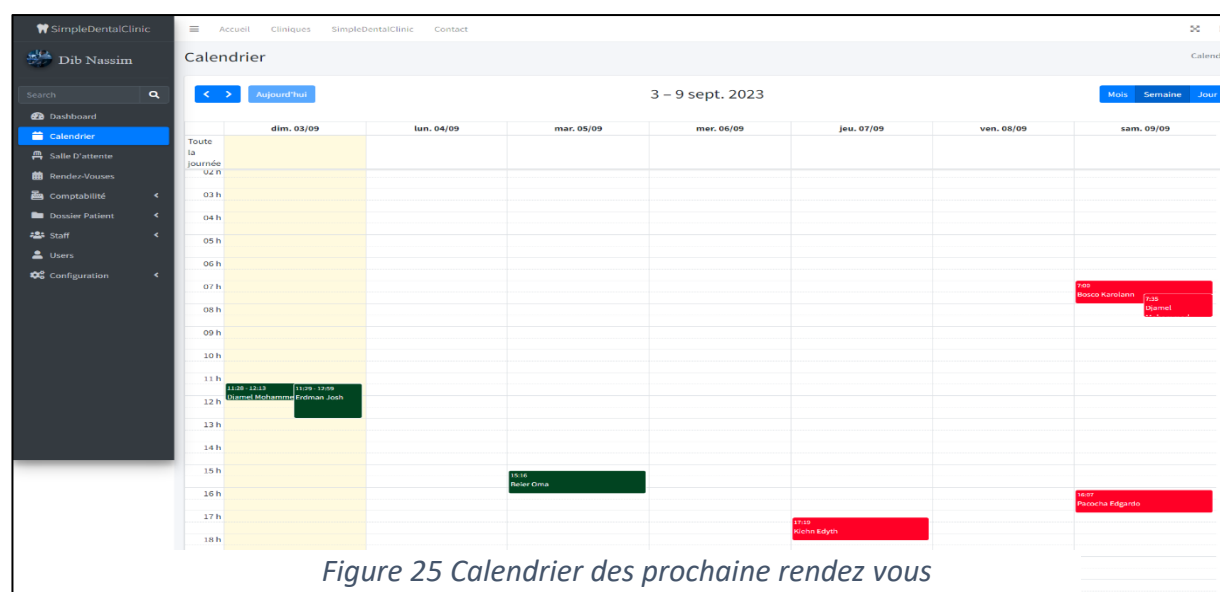 SimpleDentalClinic
Accueil Cliniques SimpleDentalClinic Contact
Dib Nassim
Calendrier
Calend
Search
Aujourd'hui
3 – 9 sept. 2023
Mois Semaine Jour
Dashboard
Calendrier
Salle D'attente
Rendez-Vouses
Comptabilité
Dossier Patient
Staff
Users
Configuration
dim. 03/09 lun. 04/09 mar. 05/09 mer. 06/09 jeu. 07/09 ven. 08/09 sam. 09/09
Toute
la
journée
02 h
03 h
04 h
05 h
06 h
07 h
7:00
Bosco Karolann
7:35
Djamel
08 h
09 h
10 h
11 h
11:28 - 12:13 11:29 - 12:59
Djamel Mohamme Erdman Josh
12 h
13 h
14 h
15 h
15:16
Beier Oma
16 h
16:07
Pacocha Edgardo
17 h
17:19
Kiehn Edyth
18 h
Figure 25 Calendrier des prochaine rendez vous